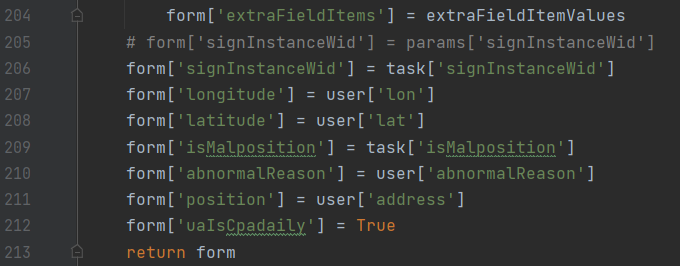 204 form['extraFieldItems'] = extraFieldItemValues
205 # form['signInstanceWid'] = params['signInstanceWid']
206 form['signInstanceWid'] = task['signInstanceWid']
207 form['longitude'] = user['lon']
208 form['latitude'] = user['lat']
209 form['isMalposition'] = task['isMalposition']
210 form['abnormalReason'] = user['abnormalReason']
211 form['position'] = user['address']
212 form['uaIsCpadaily'] = True
213 return form